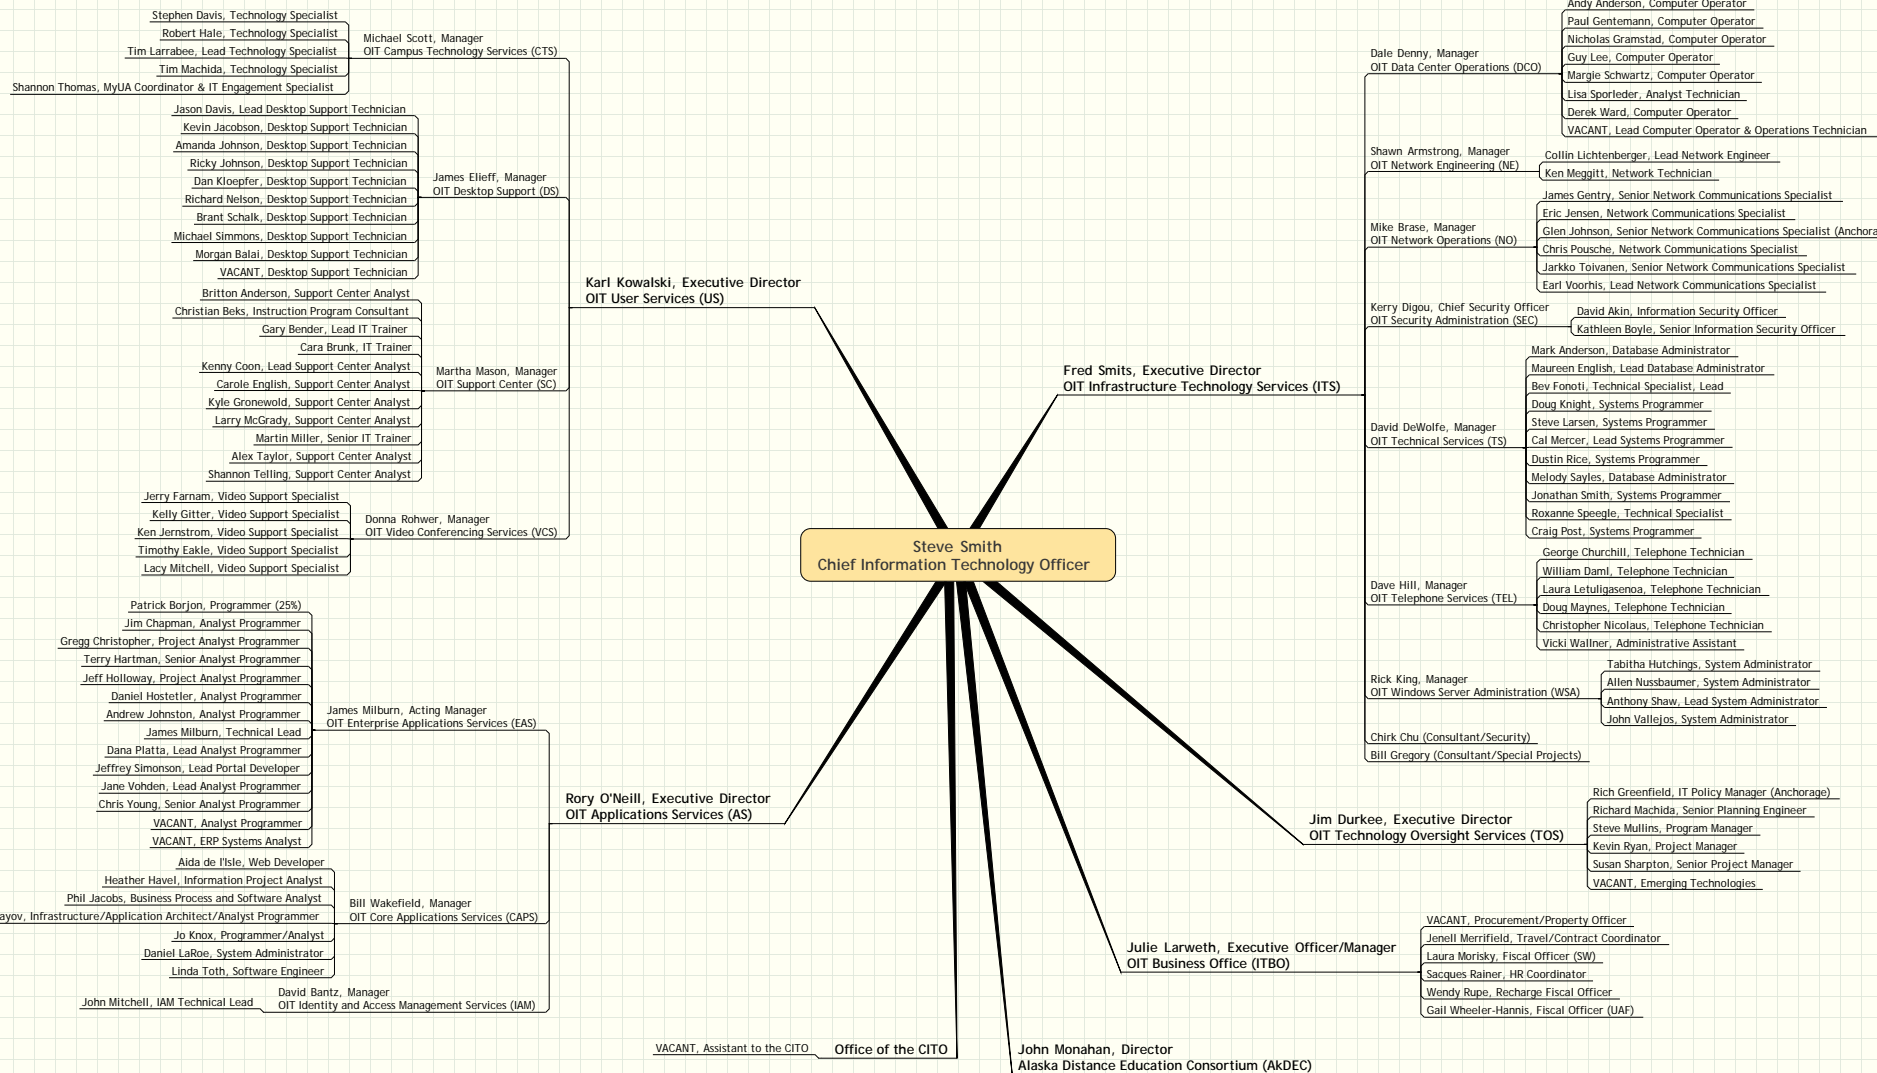 Stephen Davis, Technology Specialist
Robert Hale, Technology Specialist
Tim Larrabee, Lead Technology Specialist
Tim Machida, Technology Specialist
Shannon Thomas, MyUA Coordinator & IT Engagement Specialist
Michael Scott, Manager
OIT Campus Technology Services (CTS)
Jason Davis, Lead Desktop Support Technician
Kevin Jacobson, Desktop Support Technician
Amanda Johnson, Desktop Support Technician
Ricky Johnson, Desktop Support Technician
Dan Kloepfer, Desktop Support Technician
Richard Nelson, Desktop Support Technician
Brant Schalk, Desktop Support Technician
Michael Simmons, Desktop Support Technician
Morgan Balai, Desktop Support Technician
VACANT, Desktop Support Technician
James Elieff, Manager
OIT Desktop Support (DS)
Britton Anderson, Support Center Analyst
Christian Beks, Instruction Program Consultant
Gary Bender, Lead IT Trainer
Cara Brunk, IT Trainer
Kenny Coon, Lead Support Center Analyst
Carole English, Support Center Analyst
Kyle Gronewold, Support Center Analyst
Larry McGrady, Support Center Analyst
Martin Miller, Senior IT Trainer
Alex Taylor, Support Center Analyst
Shannon Telling, Support Center Analyst
Martha Mason, Manager
OIT Support Center (SC)
Jerry Farnam, Video Support Specialist
Kelly Gitter, Video Support Specialist
Ken Jernstrom, Video Support Specialist
Timothy Eakle, Video Support Specialist
Lacy Mitchell, Video Support Specialist
Donna Rohwer, Manager
OIT Video Conferencing Services (VCS)
Karl Kowalski, Executive Director
OIT User Services (US)
Patrick Borjon, Programmer (25%)
Jim Chapman, Analyst Programmer
Gregg Christopher, Project Analyst Programmer
Terry Hartman, Senior Analyst Programmer
Jeff Holloway, Project Analyst Programmer
Daniel Hostetler, Analyst Programmer
Andrew Johnston, Analyst Programmer
James Milburn, Technical Lead
Dana Platta, Lead Analyst Programmer
Jeffrey Simonson, Lead Portal Developer
Jane Vohden, Lead Analyst Programmer
Chris Young, Senior Analyst Programmer
VACANT, Analyst Programmer
VACANT, ERP Systems Analyst
James Milburn, Acting Manager
OIT Enterprise Applications Services (EAS)
Aida de l'Isle, Web Developer
Heather Havel, Information Project Analyst
Phil Jacobs, Business Process and Software Analyst
ayov, Infrastructure/Application Architect/Analyst Programmer
Jo Knox, Programmer/Analyst
Daniel LaRoe, System Administrator
Linda Toth, Software Engineer
Bill Wakefield, Manager
OIT Core Applications Services (CAPS)
John Mitchell, IAM Technical Lead
David Bantz, Manager
OIT Identity and Access Management Services (IAM)
Rory O'Neill, Executive Director
OIT Applications Services (AS)
Steve Smith
Chief Information Technology Officer
VACANT, Assistant to the CITO
Office of the CITO
John Monahan, Director
Alaska Distance Education Consortium (AkDEC)
Fred Smits, Executive Director
OIT Infrastructure Technology Services (ITS)
Dale Denny, Manager
OIT Data Center Operations (DCO)
Andy Anderson, Computer Operator
Paul Gentemann, Computer Operator
Nicholas Gramstad, Computer Operator
Guy Lee, Computer Operator
Margie Schwartz, Computer Operator
Lisa Sporleder, Analyst Technician
Derek Ward, Computer Operator
VACANT, Lead Computer Operator & Operations Technician
Shawn Armstrong, Manager
OIT Network Engineering (NE)
Collin Lichtenberger, Lead Network Engineer
Ken Meggitt, Network Technician
Mike Brase, Manager
OIT Network Operations (NO)
James Gentry, Senior Network Communications Specialist
Eric Jensen, Network Communications Specialist
Glen Johnson, Senior Network Communications Specialist (Anchora
Chris Pousche, Network Communications Specialist
Jarkko Toivanen, Senior Network Communications Specialist
Earl Voorhis, Lead Network Communications Specialist
Kerry Digou, Chief Security Officer
OIT Security Administration (SEC)
David Akin, Information Security Officer
Kathleen Boyle, Senior Information Security Officer
David DeWolfe, Manager
OIT Technical Services (TS)
Mark Anderson, Database Administrator
Maureen English, Lead Database Administrator
Bev Fonoti, Technical Specialist, Lead
Doug Knight, Systems Programmer
Steve Larsen, Systems Programmer
Cal Mercer, Lead Systems Programmer
Dustin Rice, Systems Programmer
Melody Sayles, Database Administrator
Jonathan Smith, Systems Programmer
Roxanne Speegle, Technical Specialist
Craig Post, Systems Programmer
Dave Hill, Manager
OIT Telephone Services (TEL)
George Churchill, Telephone Technician
William Daml, Telephone Technician
Laura Letuligasenoa, Telephone Technician
Doug Maynes, Telephone Technician
Christopher Nicolaus, Telephone Technician
Vicki Wallner, Administrative Assistant
Rick King, Manager
OIT Windows Server Administration (WSA)
Tabitha Hutchings, System Administrator
Allen Nussbaumer, System Administrator
Anthony Shaw, Lead System Administrator
John Vallejos, System Administrator
Chirk Chu (Consultant/Security)
Bill Gregory (Consultant/Special Projects)
Jim Durkee, Executive Director
OIT Technology Oversight Services (TOS)
Rich Greenfield, IT Policy Manager (Anchorage)
Richard Machida, Senior Planning Engineer
Steve Mullins, Program Manager
Kevin Ryan, Project Manager
Susan Sharpton, Senior Project Manager
VACANT, Emerging Technologies
Julie Larweth, Executive Officer/Manager
OIT Business Office (ITBO)
VACANT, Procurement/Property Officer
Jenell Merrifield, Travel/Contract Coordinator
Laura Morisky, Fiscal Officer (SW)
Sacques Rainer, HR Coordinator
Wendy Rupe, Recharge Fiscal Officer
Gail Wheeler-Hannis, Fiscal Officer (UAF)